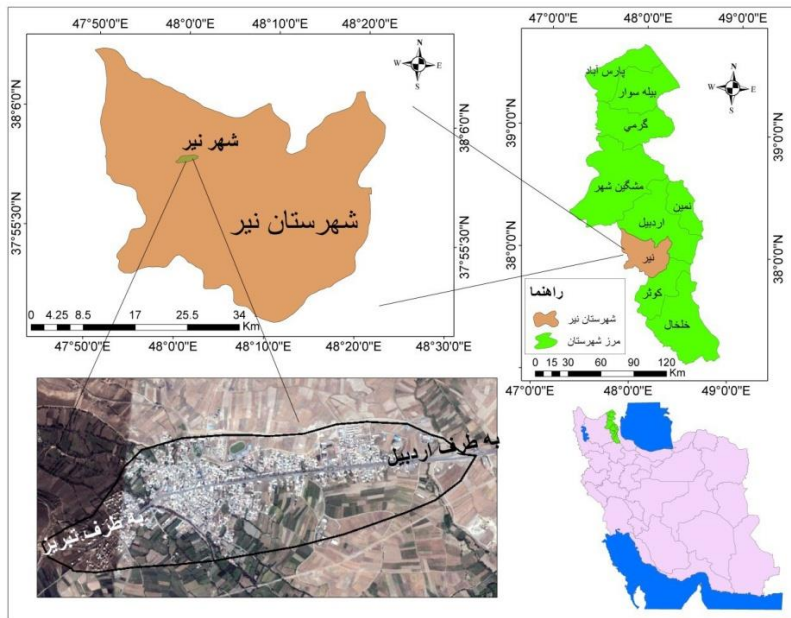 47°50'0"E 48°0'0"E 48°10'0"E 48°20'0"E
38°6'0"N
37°55'30"N
38°6'0"N
37°55'30"N
N
W E
S
شهر نیر
شهرستان نیر
0 4.25 8.5 17 25.5 34
Km
47°50'0"E 48°0'0"E 48°10'0"E 48°20'0"E 48°30'0"E
47°0'0"E 48°0'0"E 49°0'0"E
39°0'0"N
38°0'0"N
39°0'0"N
38°0'0"N
N
W E
S
پارس آباد
بیله سوار
گرمي
مشگین شهر
نمین
اردبیل
نیر
کوثر
خلخال
راهنما
شهرستان نیر
مرز شهرستان
0 15 30 60 90 120
Km
47°0'0"E 48°0'0"E 49°0'0"E
به طرف اردبیل
به طرف تبریز